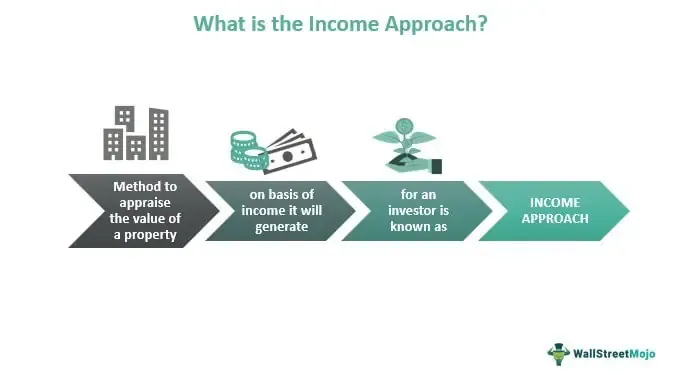 What is the Income Approach?
Method to
appraise
the value of
a property
on basis of
income it will
generate
for an
investor is
known as
INCOME
APPROACH
WallStreetMojo